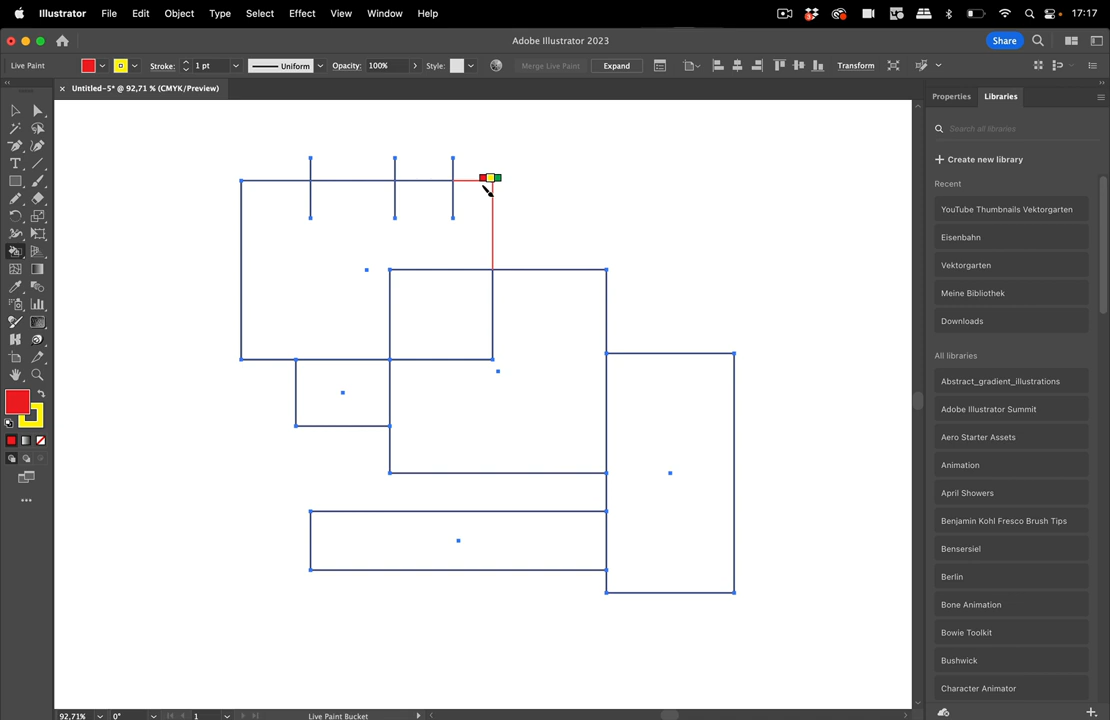 Illustrator File Edit Object Type Select Effect View Window Help
3
17:17
Adobe Illustrator 2023
Share
Live Paint
Stroke: 1 pt
Uniform
Opacity: 100%
Style:
Merge Live Paint
Expand
Transform
× Untitled-5* @ 92,71 % (CMYK/Preview)
Properties Libraries
Search all libraries
+ Create new library
Recent
YouTube Thumbnails Vektorgarten
Eisenbahn
Vektorgarten
Meine Bibliothek
Downloads
All libraries
Abstract_gradient_illustrations
Adobe Illustrator Summit
Aero Starter Assets
Animation
April Showers
Benjamin Kohl Fresco Brush Tips
Bensersiel
Berlin
Bone Animation
Bowie Toolkit
Bushwick
Character Animator
92,71% 0° 1 Live Paint Bucket